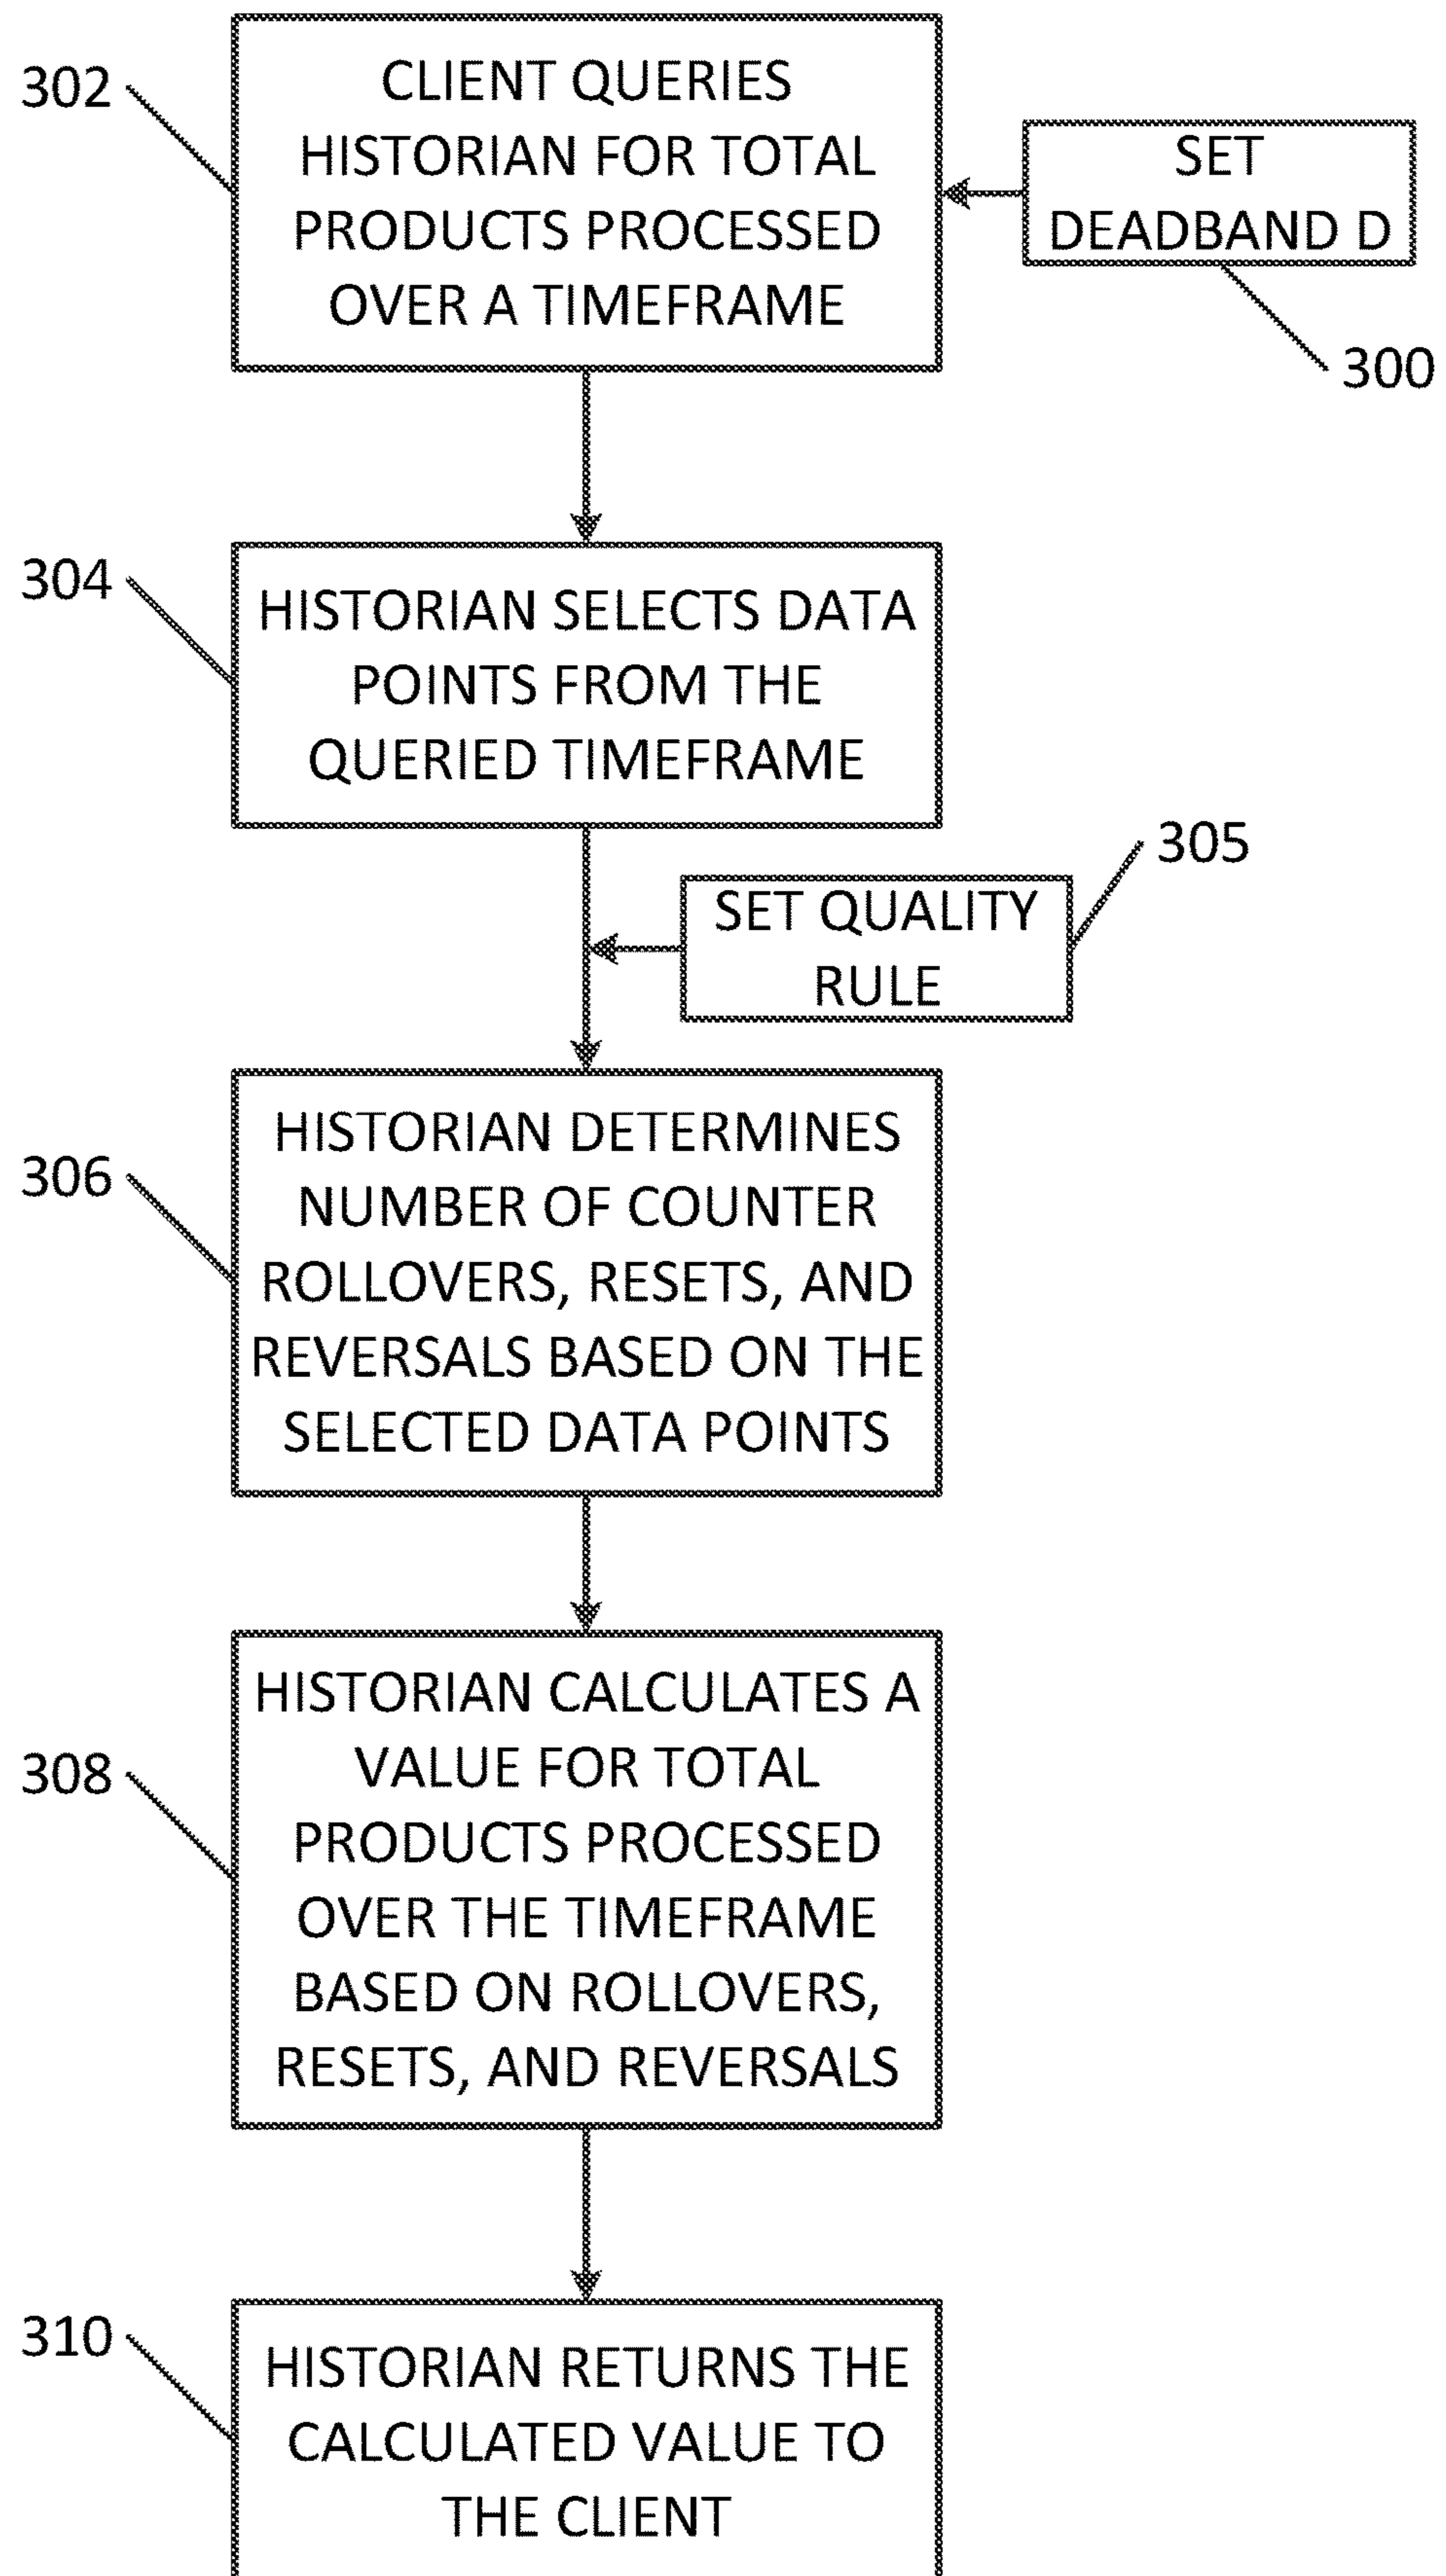 302
CLIENT QUERIES
HISTORIAN FOR TOTAL
PRODUCTS PROCESSED
OVER A TIMEFRAME
SET
DEADBAND D
300
304
HISTORIAN SELECTS DATA
POINTS FROM THE
QUERIED TIMEFRAME
305
SET QUALITY
RULE
306
HISTORIAN DETERMINES
NUMBER OF COUNTER
ROLLOVERS, RESETS, AND
REVERSALS BASED ON THE
SELECTED DATA POINTS
308
HISTORIAN CALCULATES A
VALUE FOR TOTAL
PRODUCTS PROCESSED
OVER THE TIMEFRAME
BASED ON ROLLOVERS,
RESETS, AND REVERSALS
310
HISTORIAN RETURNS THE
CALCULATED VALUE TO
THE CLIENT